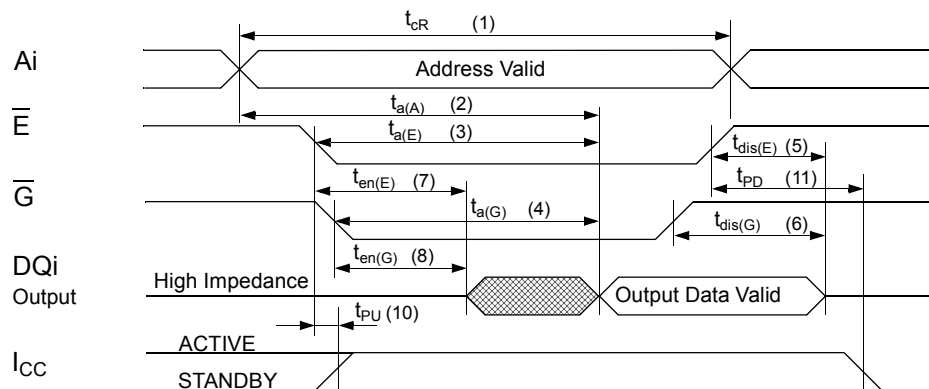 tcR (1)
Ai
Address Valid
ta(A) (2)
E
ta(E) (3)
tdis(E) (5)
ten(E) (7)
tPD (11)
G
ta(G) (4)
tdis(G) (6)
ten(G) (8)
DQi
Output
High Impedance
Output Data Valid
tPU (10)
ACTIVE
ICC
STANDBY